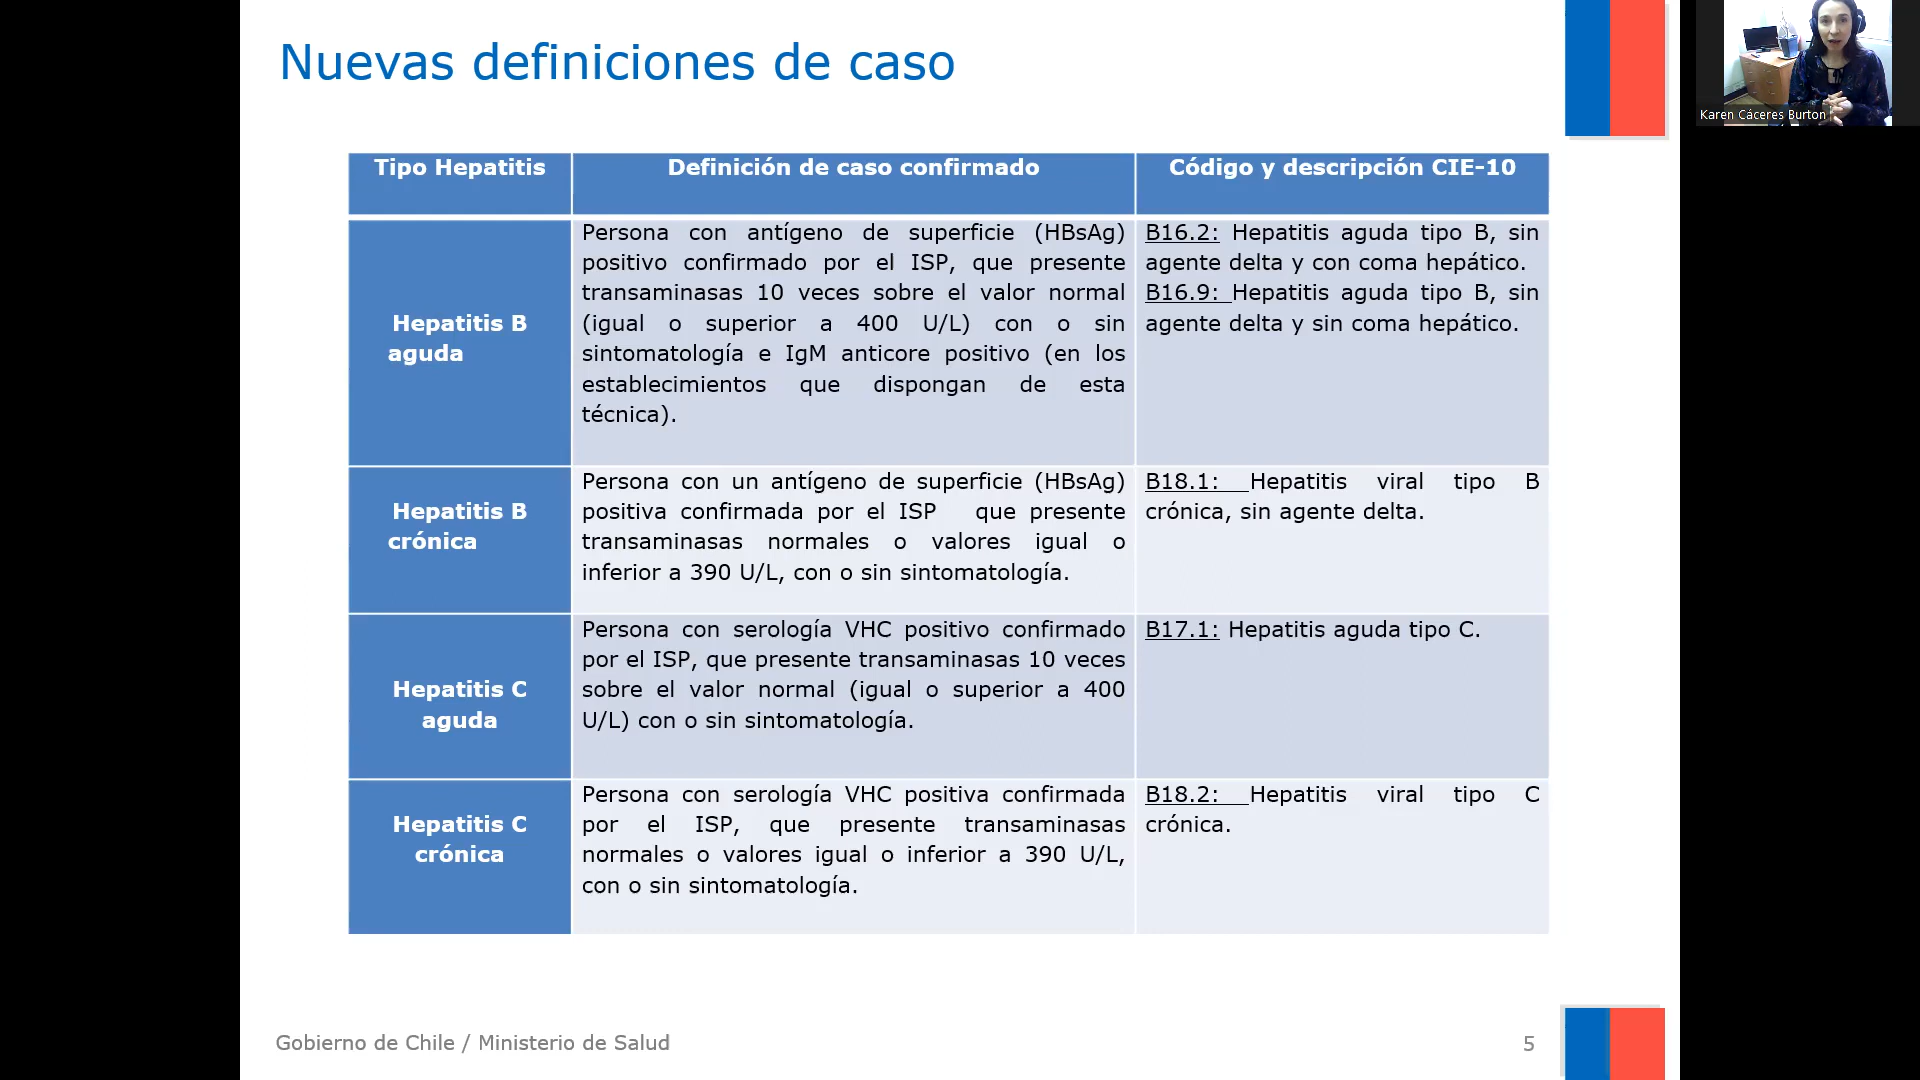 Nuevas definiciones de caso
Karen Cáceres Burton
Tipo Hepatitis
Definición de caso confirmado
Código y descripción CIE-10
Hepatitis B
aguda
Persona con antígeno de superficie (HBsAg)
positivo confirmado por el ISP, que presente
transaminasas 10 veces sobre el valor normal
(igual o superior a 400 U/L) con o sin
sintomatología e IgM anticore positivo (en los
establecimientos que dispongan de esta
técnica).
B16.2: Hepatitis aguda tipo B, sin
agente delta y con coma hepático.
B16.9: Hepatitis aguda tipo B, sin
agente delta y sin coma hepático.
Hepatitis B
crónica
Persona con un antígeno de superficie (HBsAg)
positiva confirmada por el ISP que presente
transaminasas normales o valores igual o
inferior a 390 U/L, con o sin sintomatología.
B18.1: Hepatitis viral tipo B
crónica, sin agente delta.
Hepatitis C
aguda
Persona con serología VHC positivo confirmado
por el ISP, que presente transaminasas 10 veces
sobre el valor normal (igual o superior a 400
U/L) con o sin sintomatología.
B17.1: Hepatitis aguda tipo C.
Hepatitis C
crónica
Persona con serología VHC positiva confirmada
por el ISP, que presente transaminasas
normales o valores igual o inferior a 390 U/L,
con o sin sintomatología.
B18.2: Hepatitis viral tipo C
crónica.
Gobierno de Chile / Ministerio de Salud
5